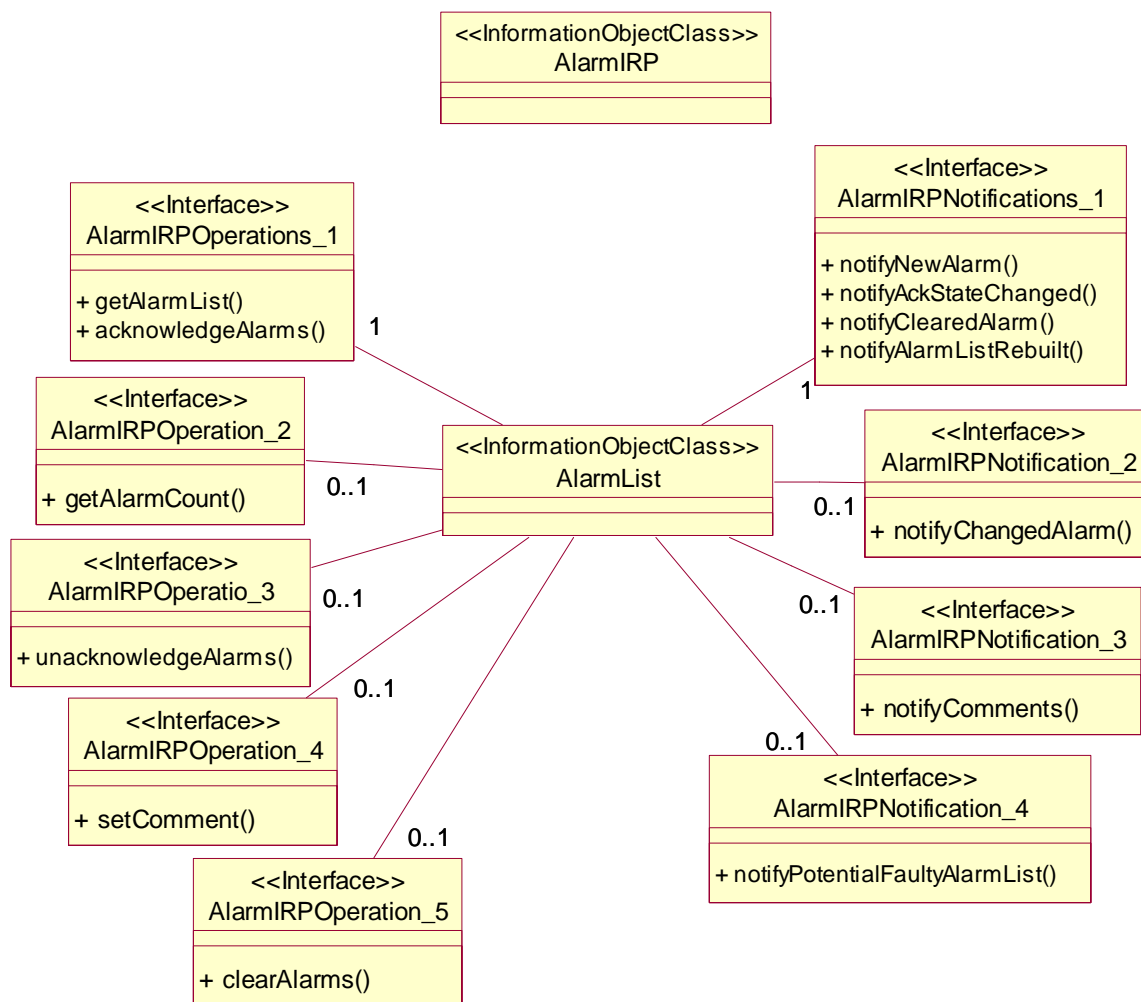 <<InformationObjectClass>>
AlarmIRP
<<Interface>>
AlarmIRPOperations_1
+ getAlarmList()
+ acknowledgeAlarms()
1
<<Interface>>
AlarmIRPNotifications_1
+ notifyNewAlarm()
+ notifyAckStateChanged()
+ notifyClearedAlarm()
+ notifyAlarmListRebuilt()
1
<<Interface>>
AlarmIRPOperation_2
+ getAlarmCount()
0..1
<<InformationObjectClass>>
AlarmList
<<Interface>>
AlarmIRPNotification_2
+ notifyChangedAlarm()
0..1
<<Interface>>
AlarmIRPOperatio_3
+ unacknowledgeAlarms()
0..1
<<Interface>>
AlarmIRPNotification_3
+ notifyComments()
0..1
<<Interface>>
AlarmIRPOperation_4
+ setComment()
0..1
<<Interface>>
AlarmIRPNotification_4
+ notifyPotentialFaultyAlarmList()
0..1
<<Interface>>
AlarmIRPOperation_5
+ clearAlarms()
0..1